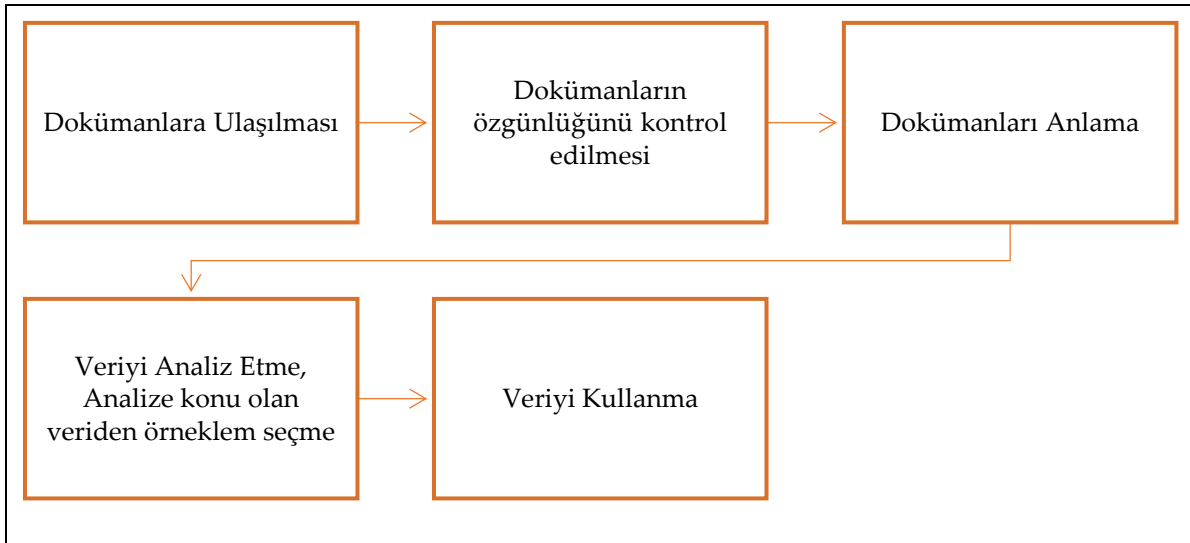 Dokümanlara Ulaşılması
Dokümanların
özgünlüğünü kontrol
edilmesi
Dokümanları Anlama
Veriyi Analiz Etme,
Analize konu olan
veriden örneklem seçme
Veriyi Kullanma